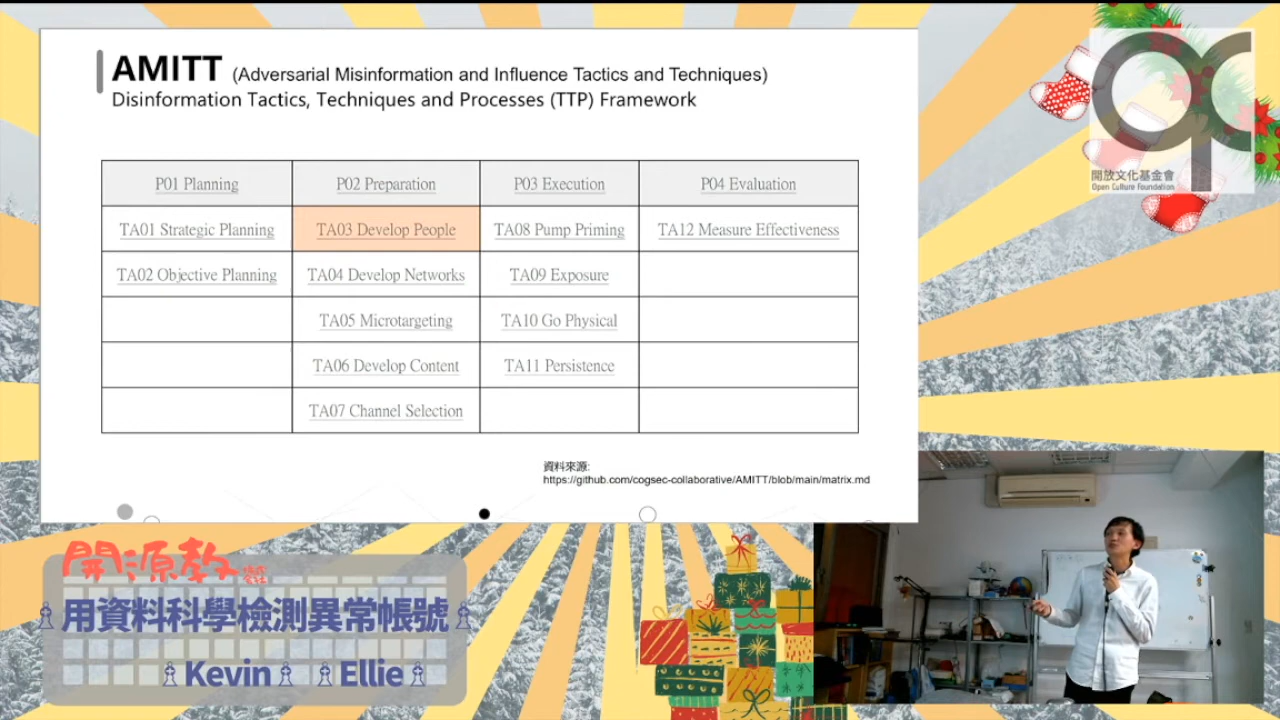 AMITT (Adversarial Misinformation and Influence Tactics and Techniques)
Disinformation Tactics, Techniques and Processes (TTP) Framework
P01 Planning P02 Preparation P03 Execution P04 Evaluation
TA01 Strategic Planning TA03 Develop People TA08 Pump Priming TA12 Measure Effectiveness
TA02 Objective Planning TA04 Develop Networks TA09 Exposure
TA05 Microtargeting TA10 Go Physical
TA06 Develop Content TA11 Persistence
TA07 Channel Selection
資料來源:
https://github.com/cogsec-collaborative/AMITT/blob/main/matrix.md
開放文化基金會
Open Culture Foundation
開源教
用資料科學檢測異常帳號
Kevin Ellie